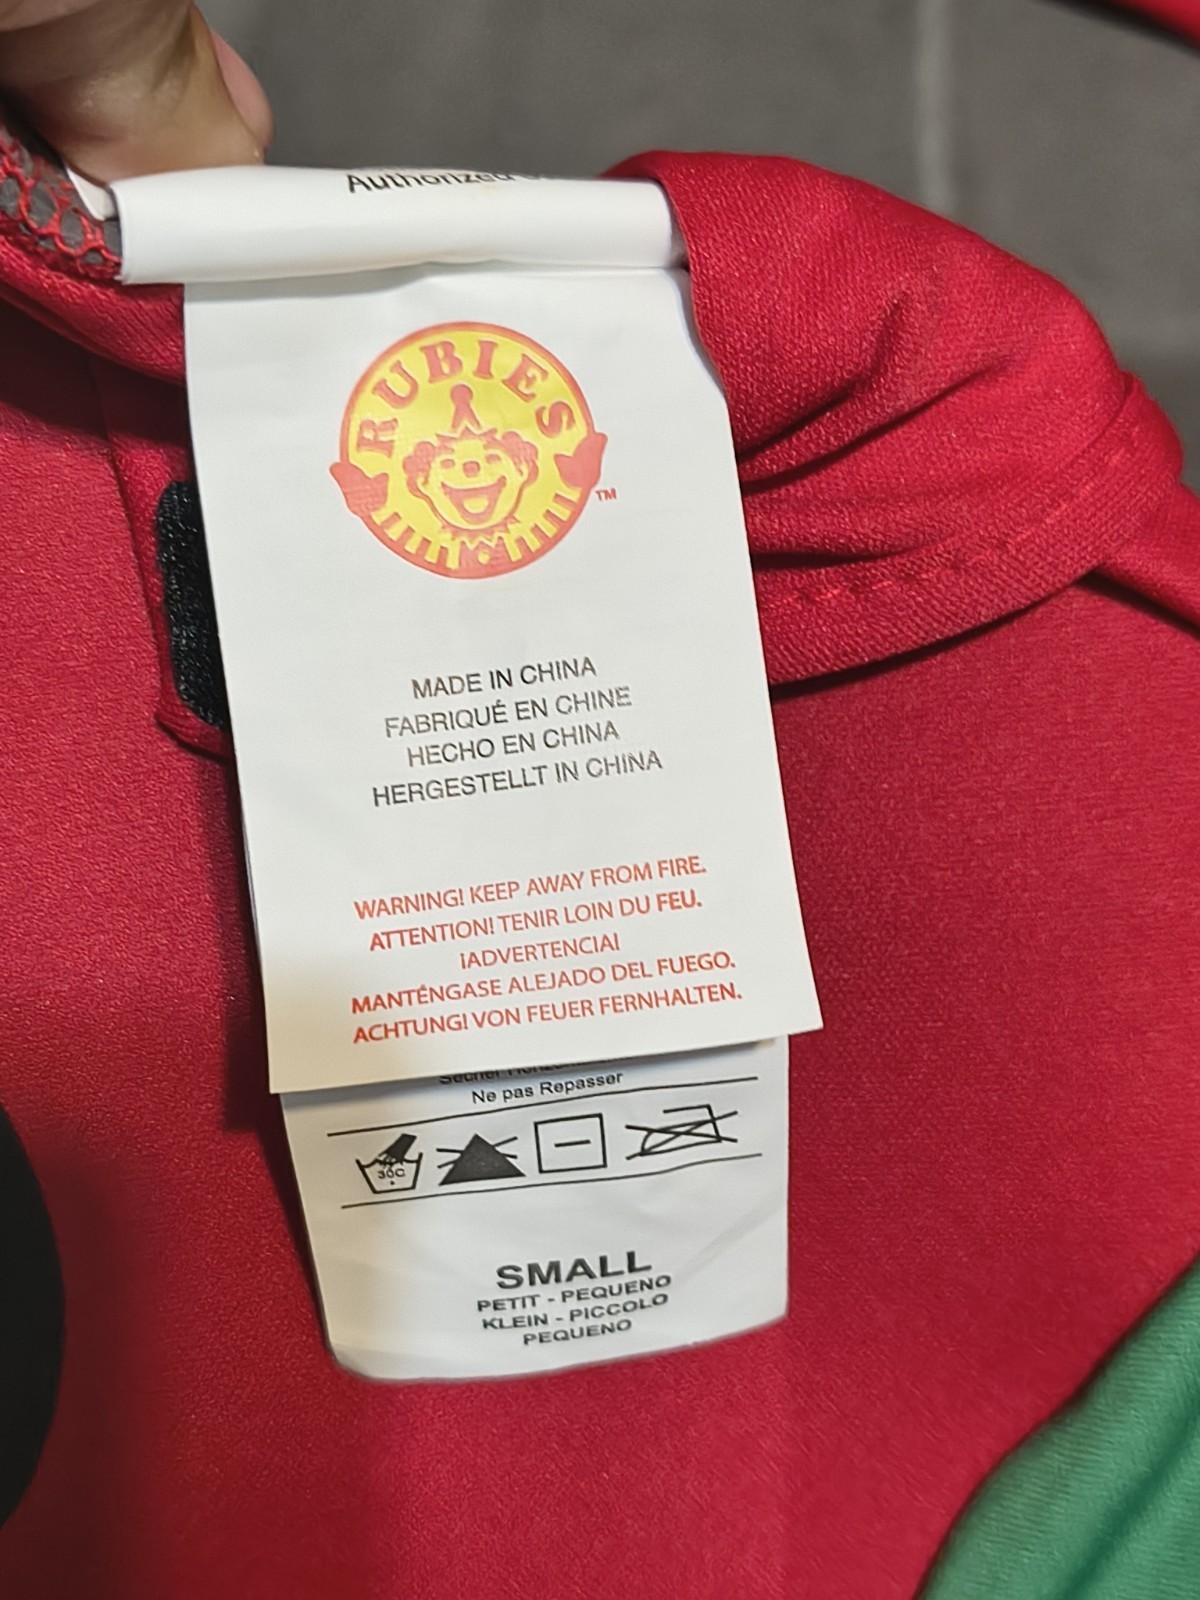 Authorized
RUBIES
TM
MADE IN CHINA
FABRIQUÉ EN CHINE
HECHO EN CHINA
HERGESTELLT IN CHINA
WARNING! KEEP AWAY FROM FIRE.
ATTENTION! TENIR LOIN DU FEU.
¡ADVERTENCIA!
MANTÉNGASE ALEJADO DEL FUEGO.
ACHTUNG! VON FEUER FERNHALTEN.
Ne pas Repasser
30C
SMALL
PETIT - PEQUENO
KLEIN - PICCOLO
PEQUENO